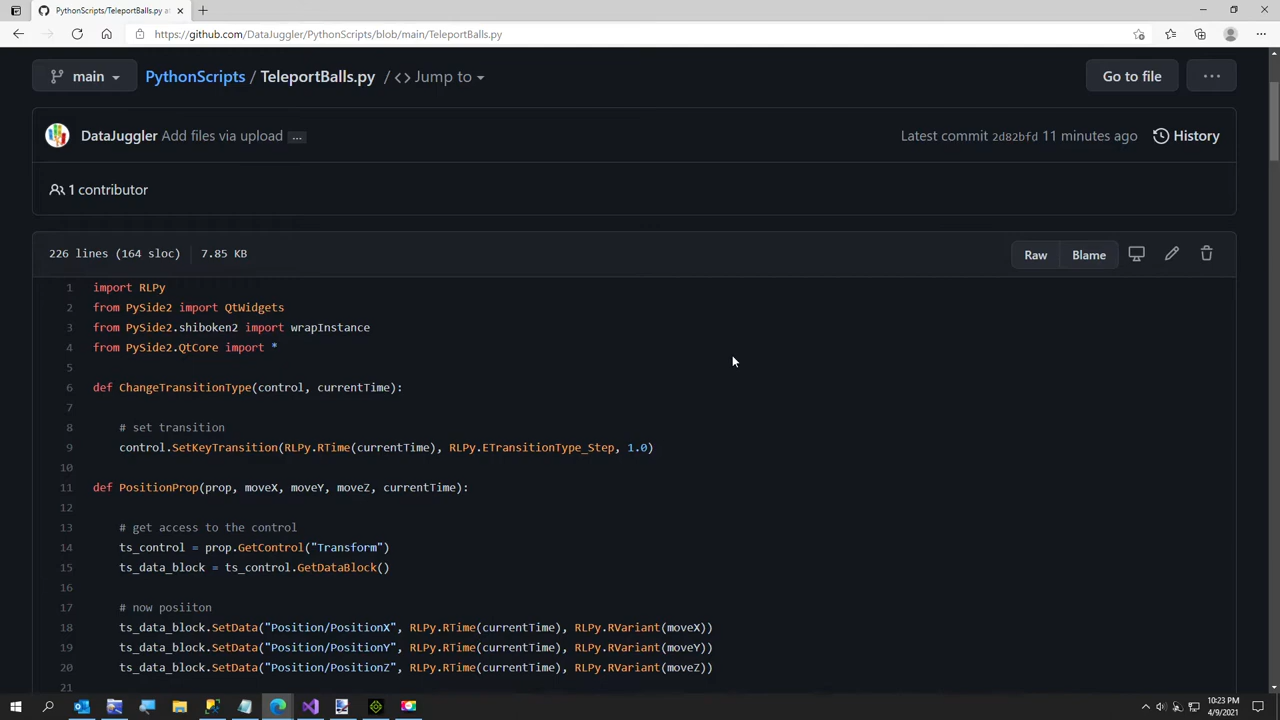 PythonScripts/TeleportBalls.py at
https://github.com/DataJuggler/PythonScripts/blob/main/TeleportBalls.py
main PythonScripts / TeleportBalls.py / <> Jump to Go to file ...
DataJuggler Add files via upload ... Latest commit 2d82bfd 11 minutes ago History
1 contributor
226 lines (164 sloc) 7.85 KB Raw Blame
1 import RLPy
2 from PySide2 import QtWidgets
3 from PySide2.shiboken2 import wrapInstance
4 from PySide2.QtCore import *
5
6 def ChangeTransitionType(control, currentTime):
7
8 # set transition
9 control.SetKeyTransition(RLPy.RTime(currentTime), RLPy.ETransitionType_Step, 1.0)
10
11 def PositionProp(prop, moveX, moveY, moveZ, currentTime):
12
13 # get access to the control
14 ts_control = prop.GetControl("Transform")
15 ts_data_block = ts_control.GetDataBlock()
16
17 # now posiiton
18 ts_data_block.SetData("Position/PositionX", RLPy.RTime(currentTime), RLPy.RVariant(moveX))
19 ts_data_block.SetData("Position/PositionY", RLPy.RTime(currentTime), RLPy.RVariant(moveY))
20 ts_data_block.SetData("Position/PositionZ", RLPy.RTime(currentTime), RLPy.RVariant(moveZ))
21
10:23 PM
4/9/2021